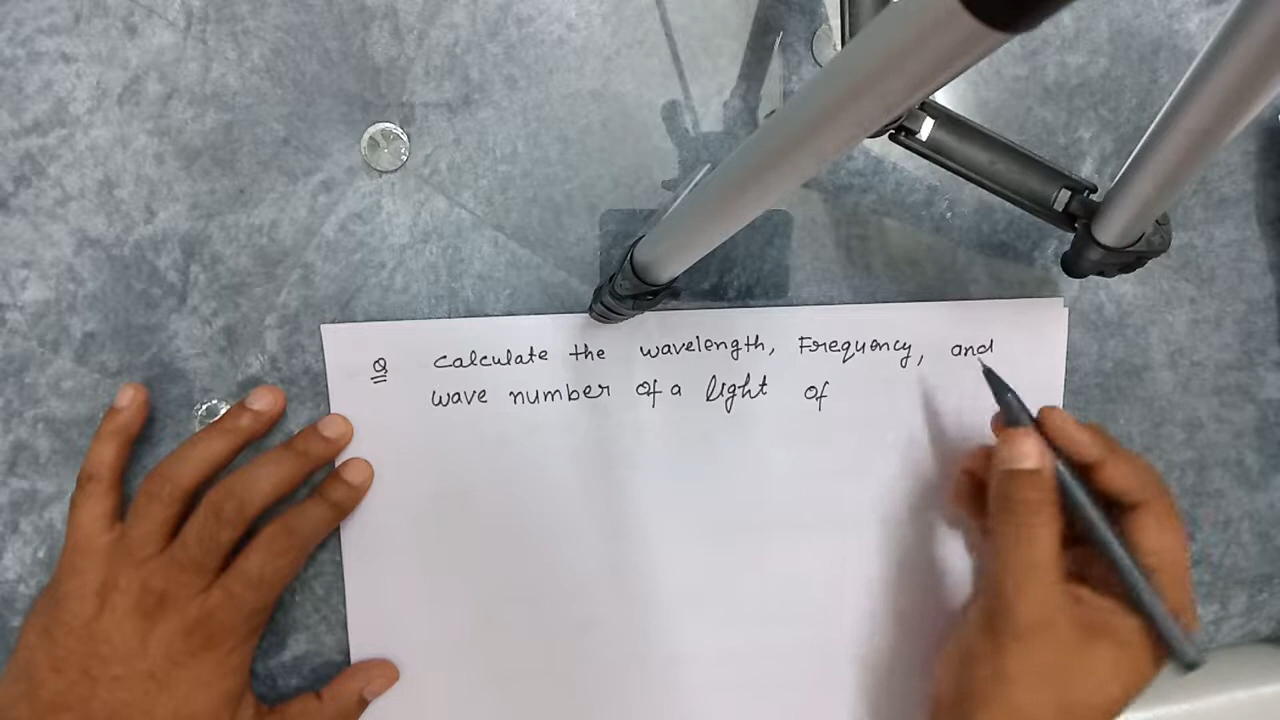 Q Calculate the wavelength, Frequency, and
wave number of a light of